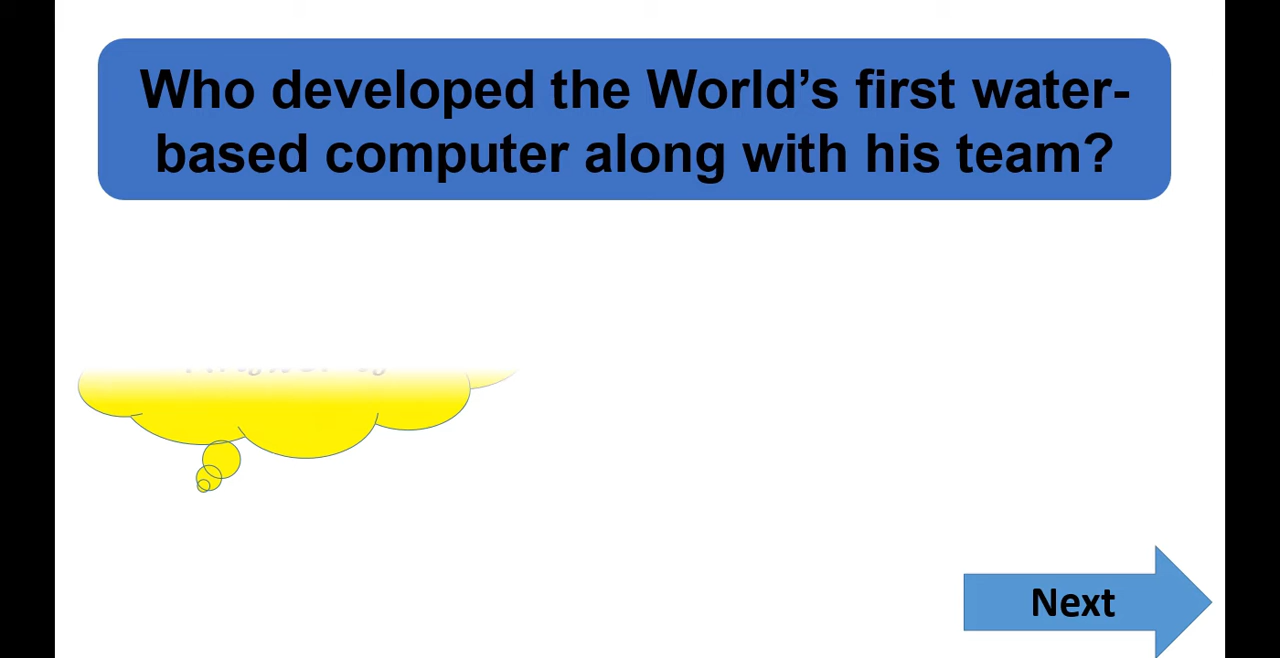 Who developed the World’s first water-
based computer along with his team?
Next